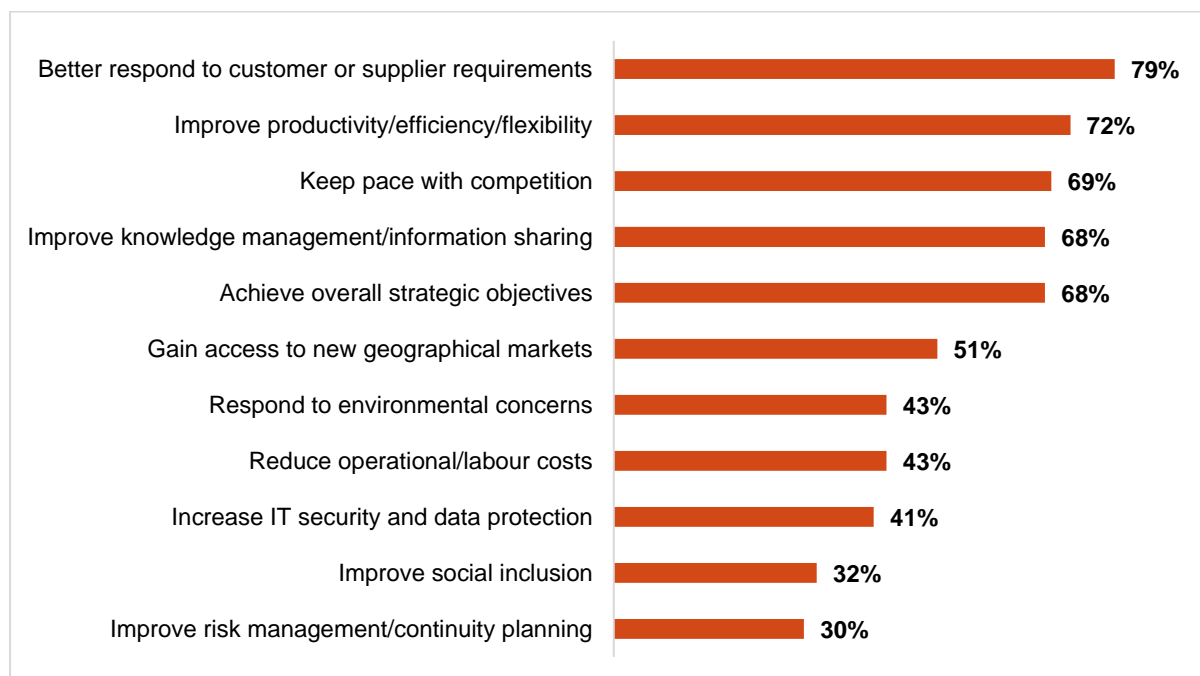 Better respond to customer or supplier requirements 79%
Improve productivity/efficiency/flexibility 72%
Keep pace with competition 69%
Improve knowledge management/information sharing 68%
Achieve overall strategic objectives 68%
Gain access to new geographical markets 51%
Respond to environmental concerns 43%
Reduce operational/labour costs 43%
Increase IT security and data protection 41%
Improve social inclusion 32%
Improve risk management/continuity planning 30%